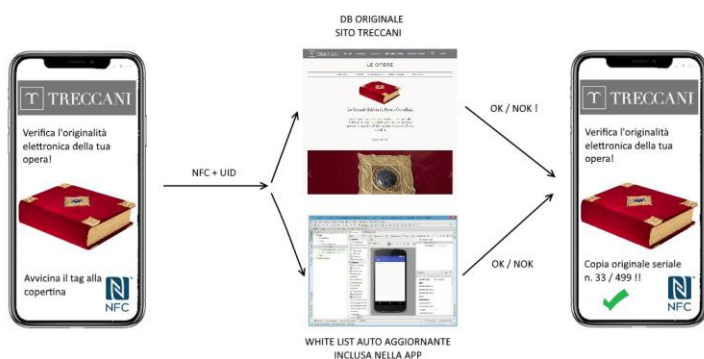 DB ORIGINALE
SITO TRECCANI
TRECCANI
Verifica l'originalità
elettronica della tua
opera!
Avvicina il tag alla
copertina
NFC
NFC + UID
TRECCANI
LE OPERE
OK / NOK !
OK / NOK
WHITE LIST AUTO AGGIORNANTE
INCLUSA NELLA APP
TRECCANI
Verifica l'originalità
elettronica della tua
opera!
Copia originale seriale
n. 33 / 499 !!
NFC